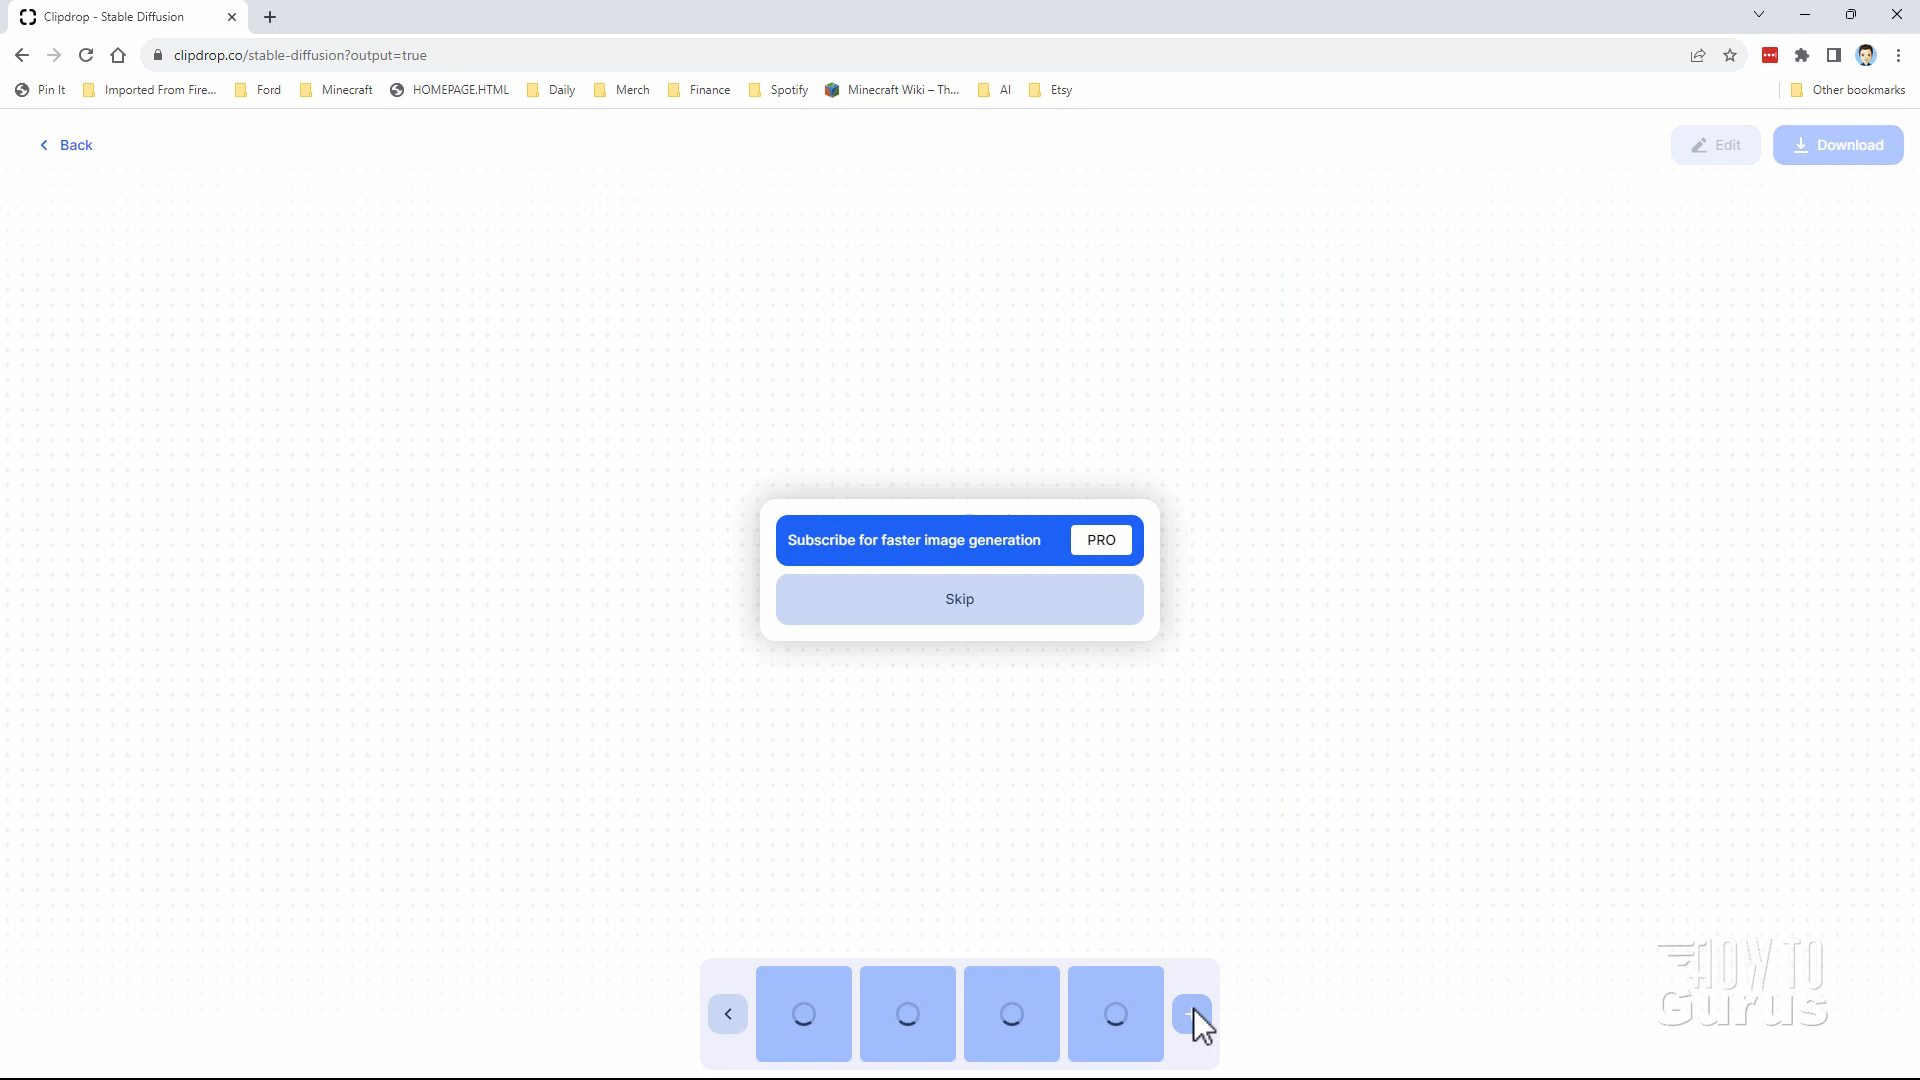 Clipdrop - Stable Diffusion
clipdrop.co/stable-diffusion?output=true
Pin It Imported From Fire... Ford Minecraft HOMEPAGE.HTML Daily Merch Finance Spotify Minecraft Wiki – Th... AI Etsy Other bookmarks
Back Edit Download
Subscribe for faster image generation PRO
Skip
HOW TO
Gurus